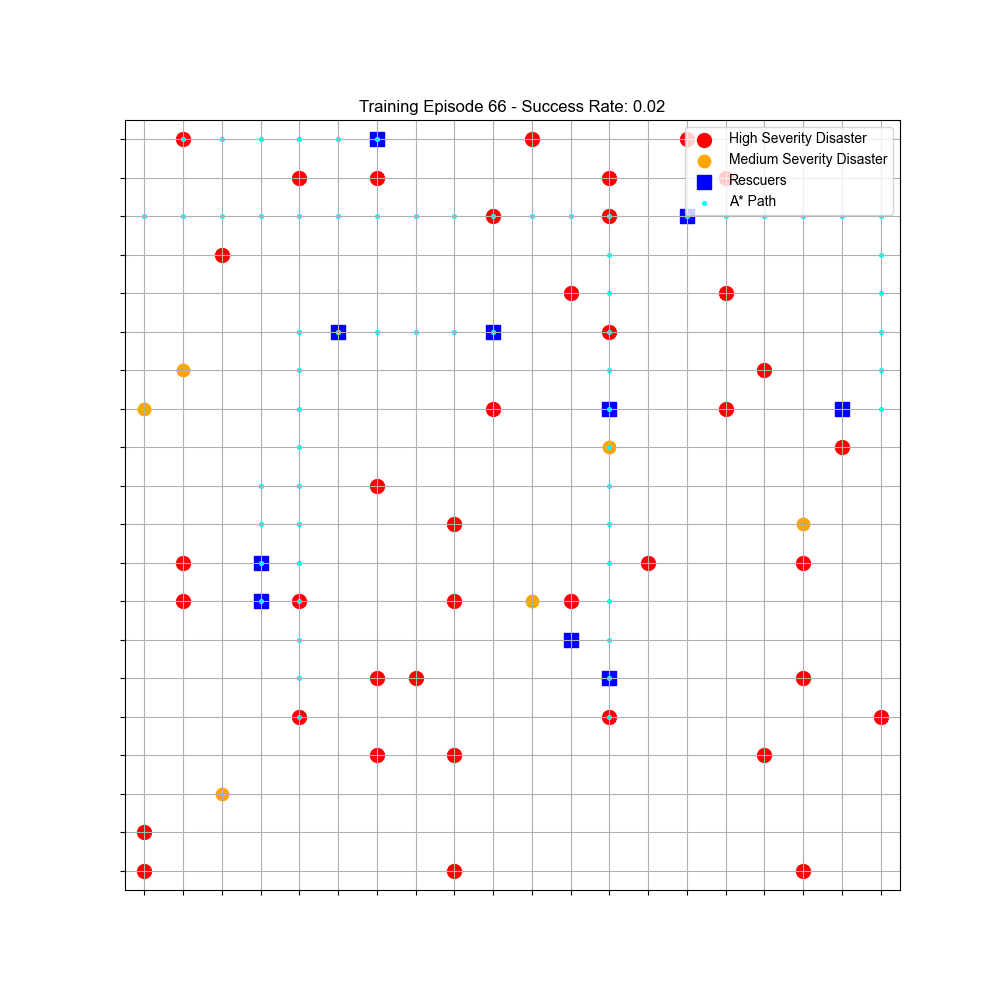 Training Episode 66 - Success Rate: 0.02
High Severity Disaster
Medium Severity Disaster
Rescuers
A* Path